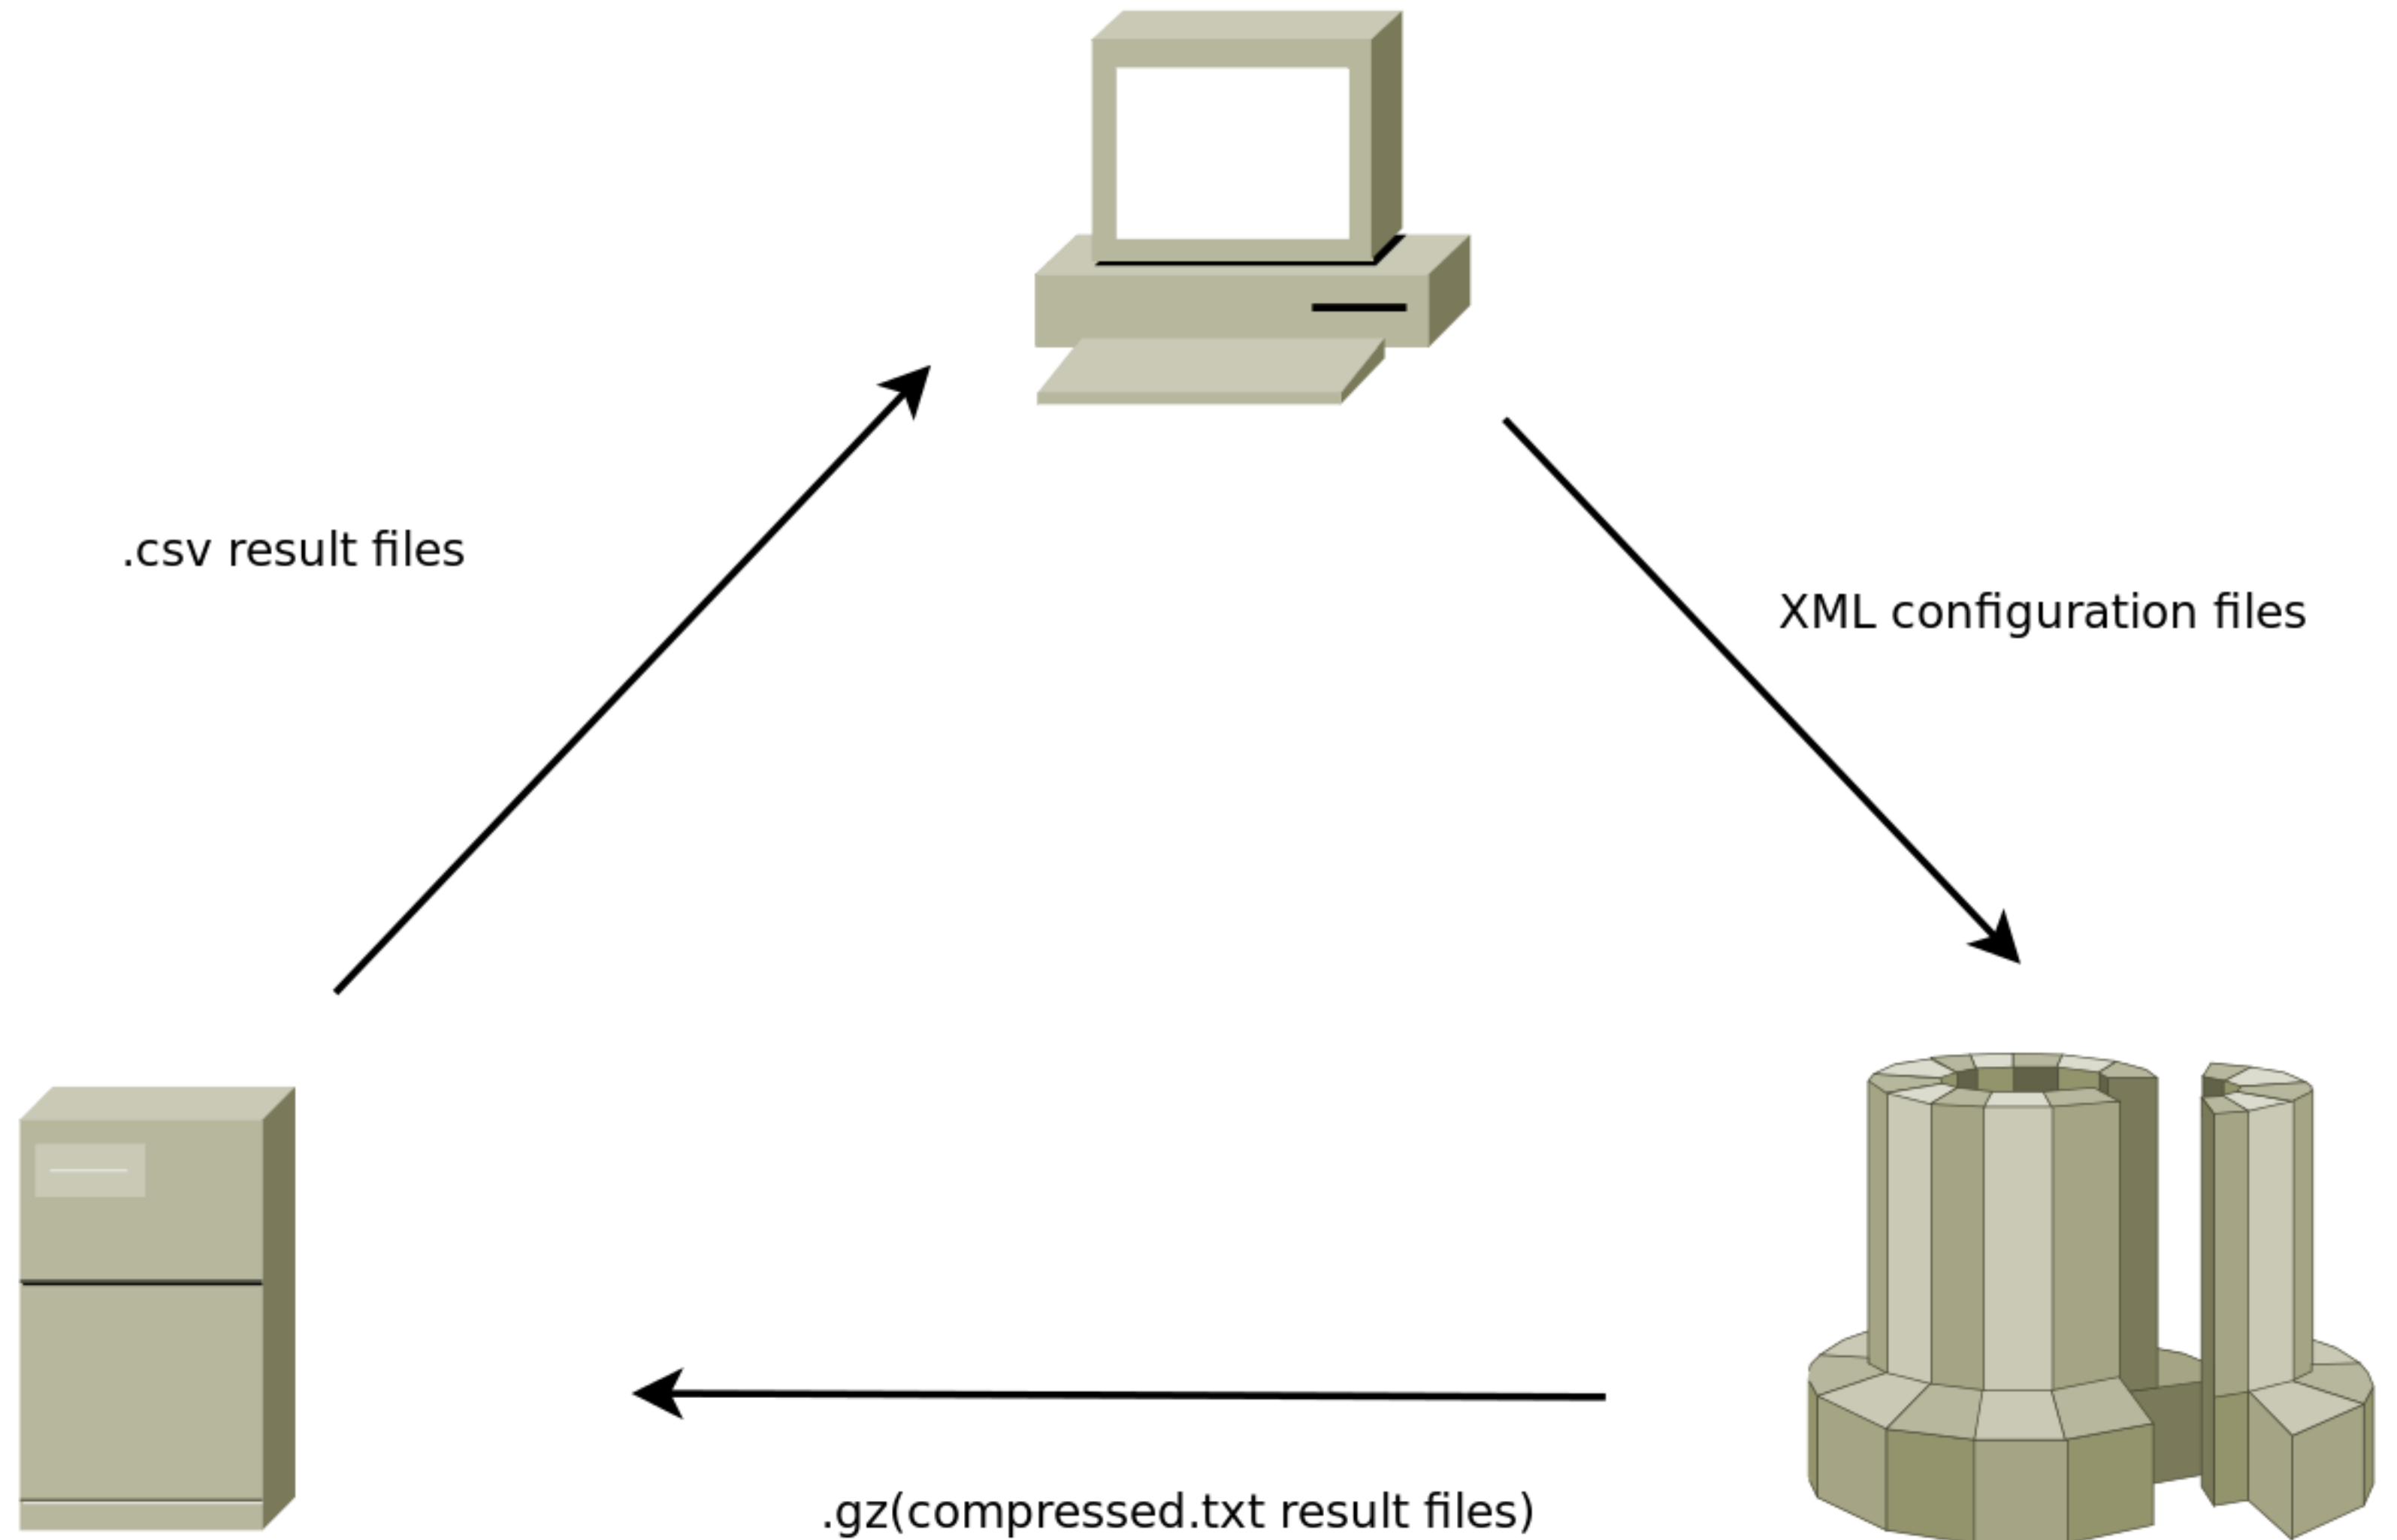 .csv result files
XML configuration files
.gz(compressed.txt result files)